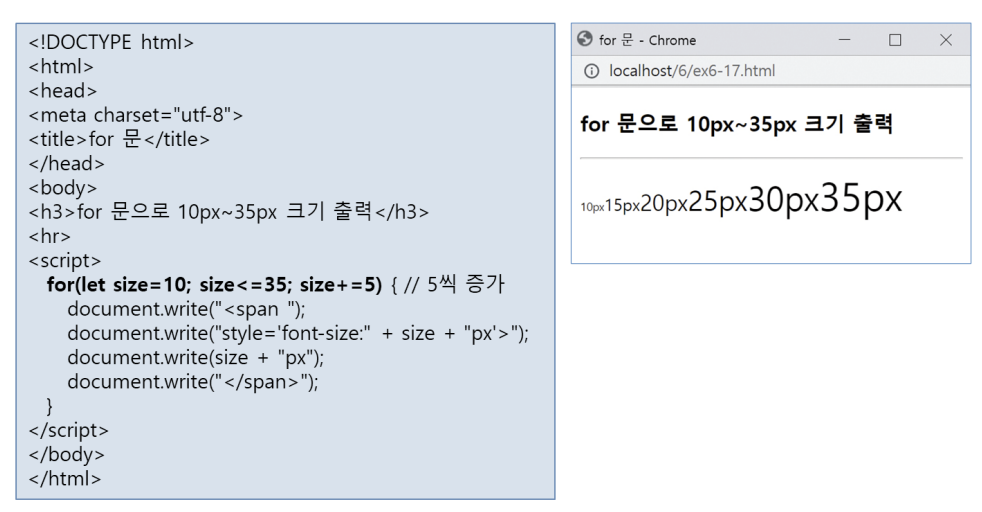 <!DOCTYPE html>
<html>
<head>
<meta charset="utf-8">
<title>for 문</title>
</head>
<body>
<h3>for 문으로 10px~35px 크기 출력</h3>
<hr>
<script>
for(let size=10; size<=35; size+=5) { // 5씩 증가
document.write("<span ");
document.write("style='font-size:" + size + "px'>");
document.write(size + "px");
document.write("</span>");
}
</script>
</body>
</html>
for 문 - Chrome
localhost/6/ex6-17.html
for 문으로 10px~35px 크기 출력
10px15px20px25px30px35px